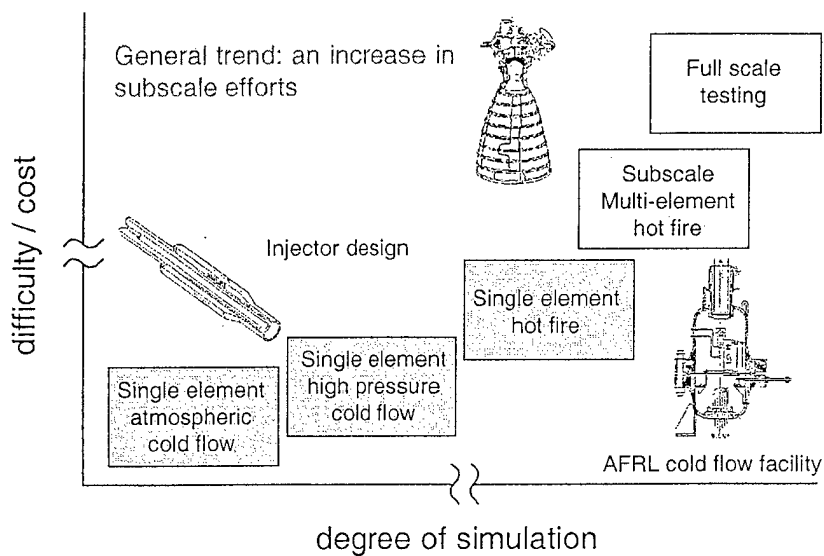 General trend: an increase in
subscale efforts
Full scale
testing
Subscale
Multi-element
hot fire
Injector design
Single element
hot fire
Single element
high pressure
cold flow
Single element
atmospheric
cold flow
AFRL cold flow facility
difficulty / cost
degree of simulation